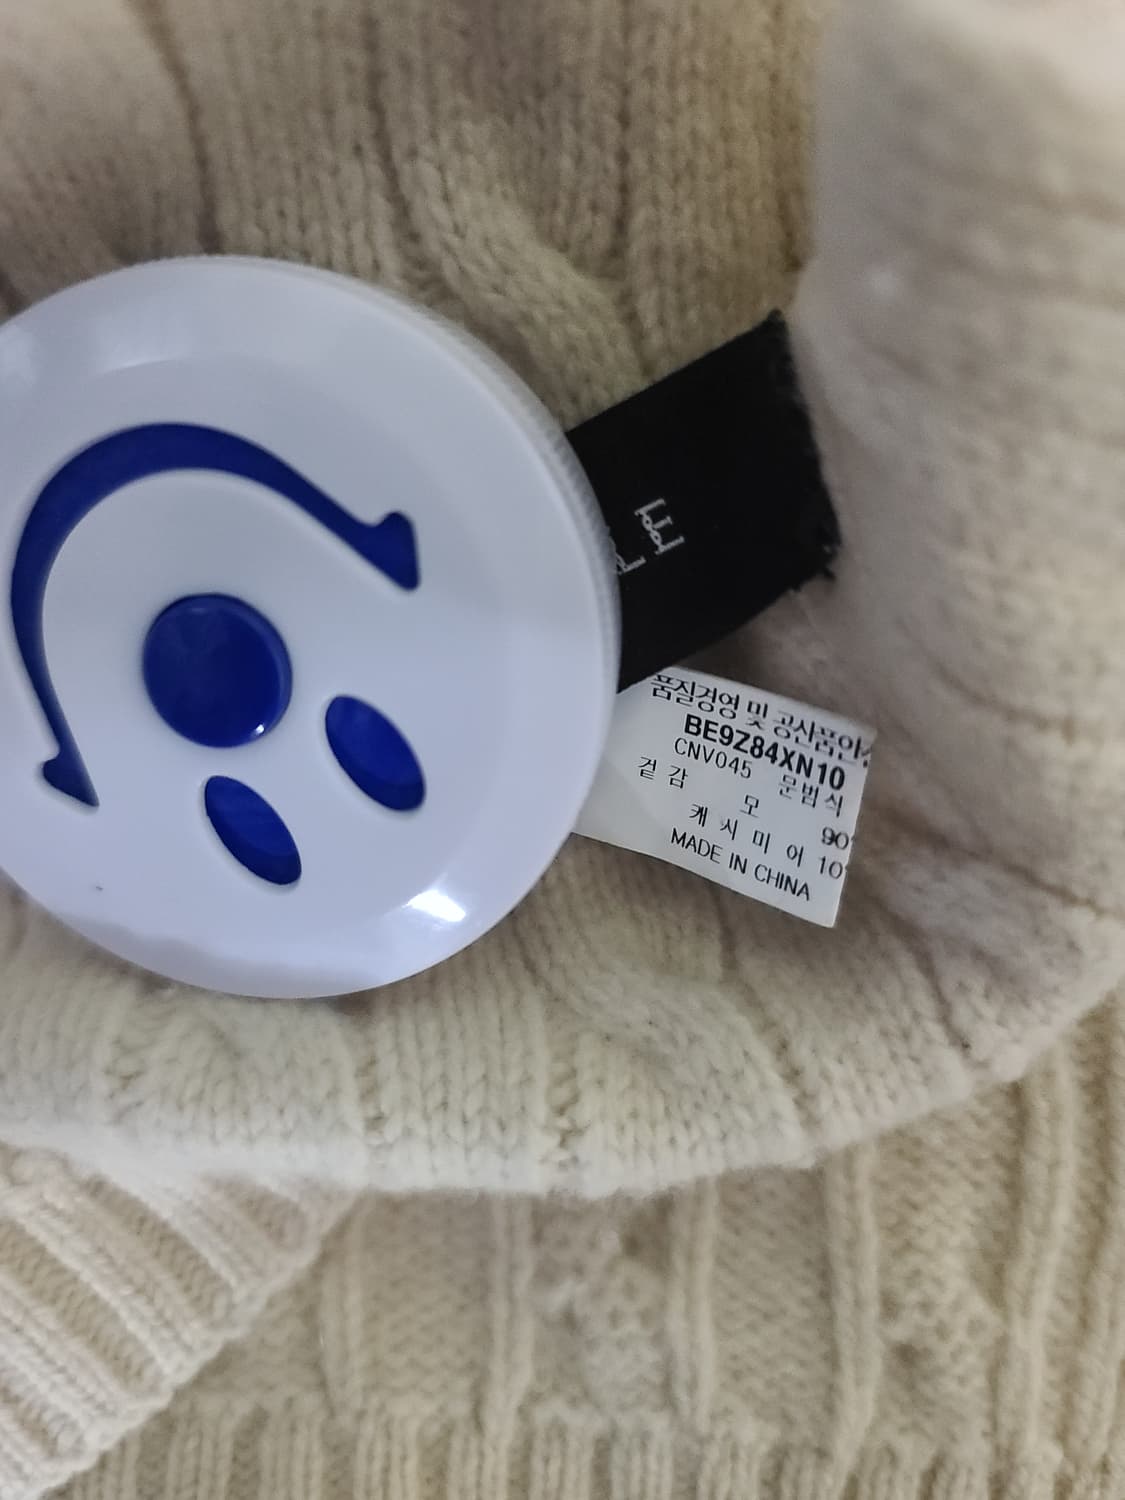 품질경영 및 공산품안
BE9Z84XN10
CNV045 문범식
겉감
모 90
캐시미어 10
MADE IN CHINA